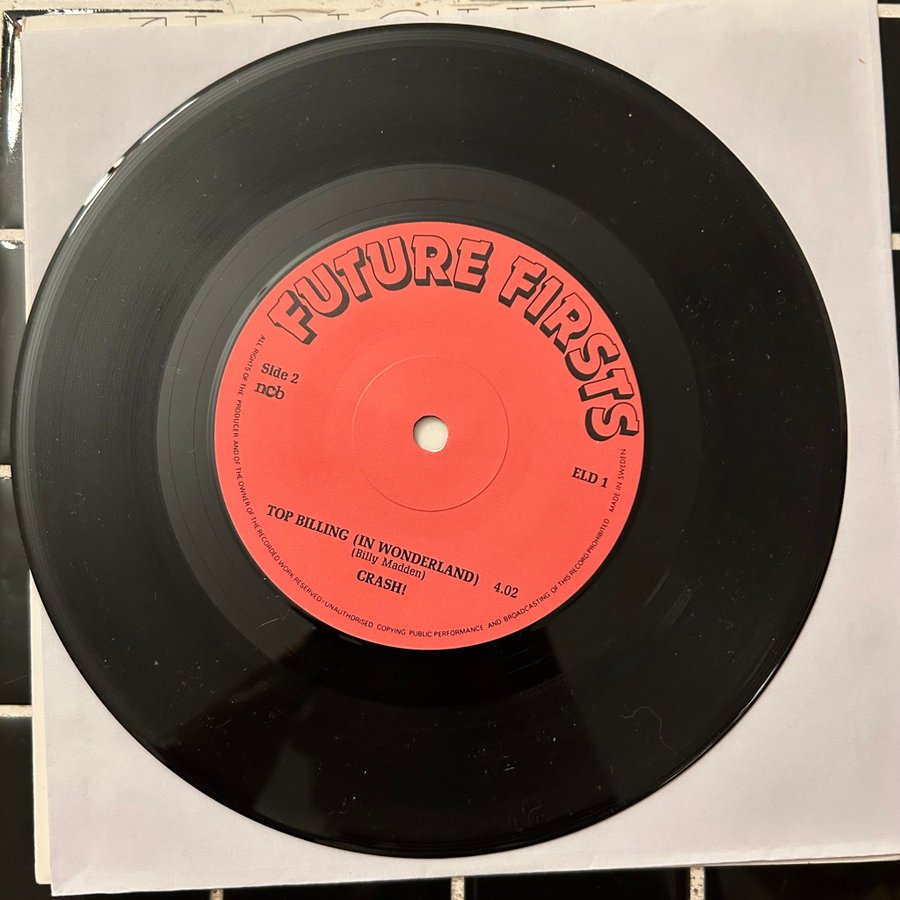 FUTURE FIRSTS
Side 2
ncb
ELD 1
TOP BILLING (IN WONDERLAND) 4.02
(Billy Madden)
CRASH!
ALL RIGHTS OF THE PRODUCER AND OF THE OWNER OF THE RECORDED WORK RESERVED · UNAUTHORISED COPYING PUBLIC PERFORMANCE AND BROADCASTING OF THIS RECORD PROHIBITED MADE IN SWEDEN